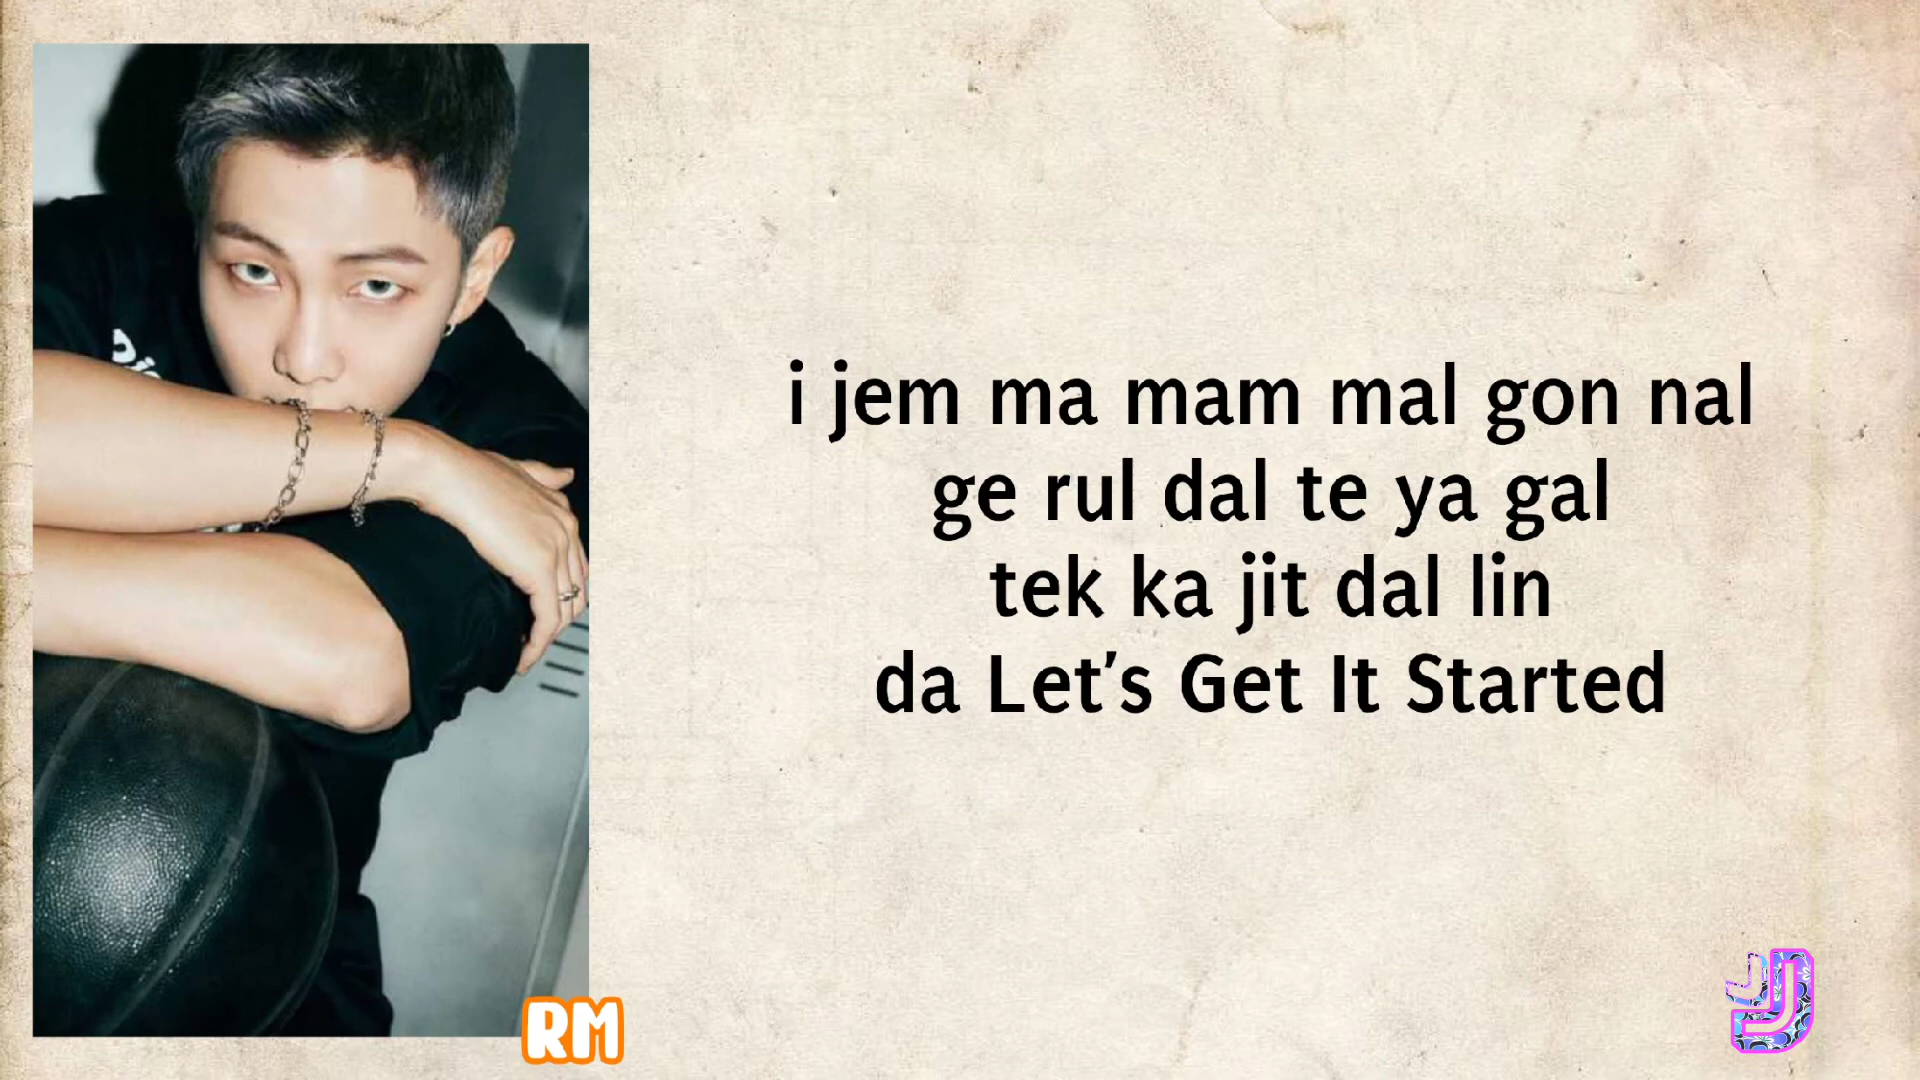 i jem ma mam mal gon nal
ge rul dal te ya gal
tek ka jit dal lin
da Let's Get It Started
RM
J